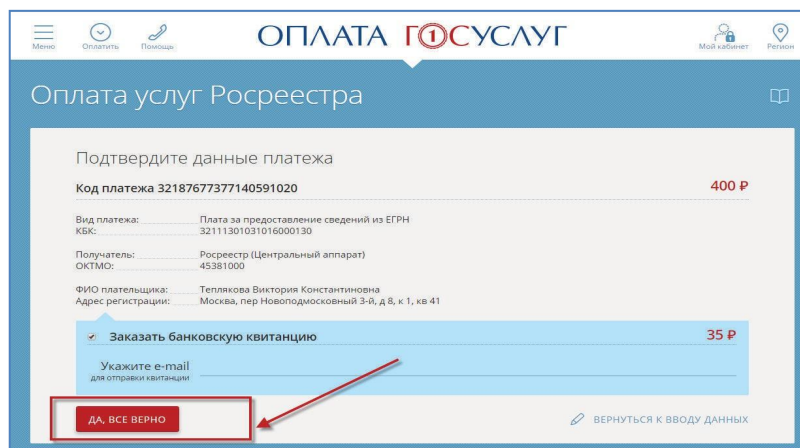 ОПЛАТА ГОСУСЛУГ
Меню
Оплатить
Помощь
Мой кабинет
Регион
Оплата услуг Росреестра
Подтвердите данные платежа
Код платежа 32187677377140591020 400 ₽
Вид платежа: Плата за предоставление сведений из ЕГРН
КБК: 32111301031016000130
Получатель: Росреестр (Центральный аппарат)
ОКТМО: 45381000
ФИО плательщика: Теплякова Виктория Константиновна
Адрес регистрации: Москва, пер Новоподмосковный 3-й, д 8, к 1, кв 41
Заказать банковскую квитанцию 35 ₽
Укажите e-mail
для отправки квитанции
ДА, ВСЕ ВЕРНО
ВЕРНУТЬСЯ К ВВОДУ ДАННЫХ